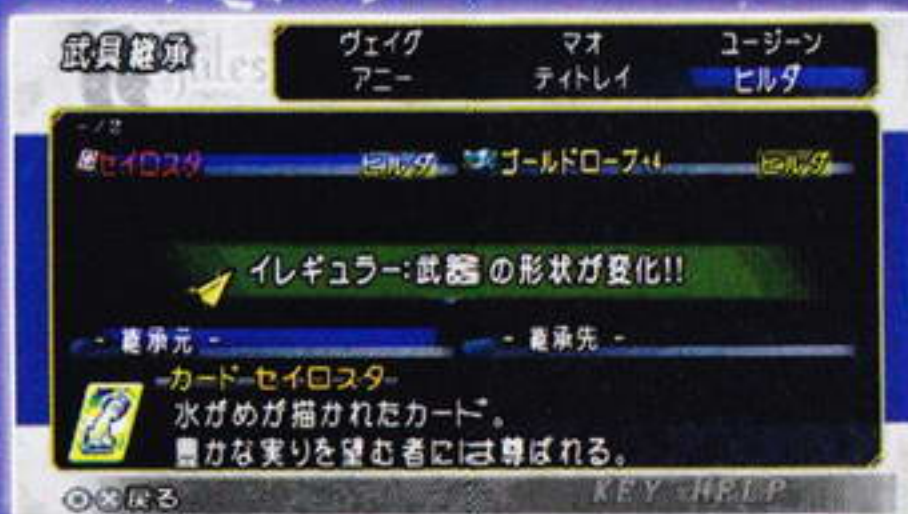 武具継承
ヴェイグ マオ ユージーン
アニー ティトレイ ヒルダ
セイロスタ ヒルダ ゴールドローブ+4 ヒルダ
イレギュラー:武器 の形状が変化!!
- 継承元 - - 継承先 -
-カード-セイロスタ-
水がめが描かれたカード。
豊かな実りを望む者には尊ばれる。
戻る KEY HELP